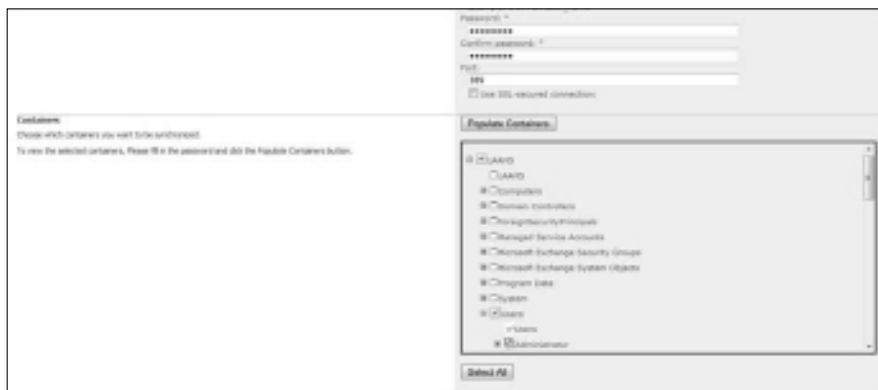 Password: *
Confirm password: *
Port:
389
Use SSL-secured connection:
Containers
Choose which containers you want to be synchronized.
To view the selected containers, Please fill in the password and click the Populate Containers button.
Populate Containers
Computers
Domain Controllers
ForeignSecurityPrincipals
Managed Service Accounts
Microsoft Exchange Security Groups
Microsoft Exchange System Objects
Program Data
System
Users
Users
Administrator
Select All